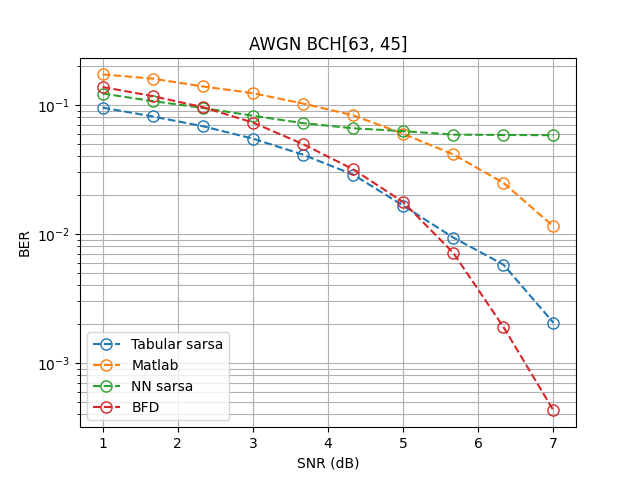 AWGN BCH[63, 45]
BER
10⁻¹
10⁻²
10⁻³
Tabular sarsa
Matlab
NN sarsa
BFD
1 2 3 4 5 6 7
SNR (dB)